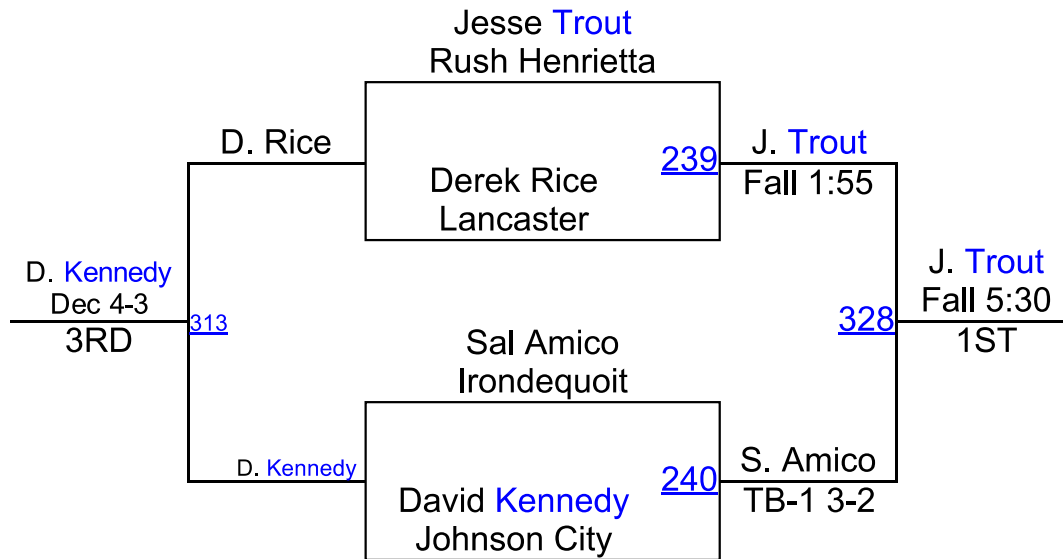 Jesse Trout
Rush Henrietta
D. Rice
239
J. Trout
Fall 1:55
Derek Rice
Lancaster
D. Kennedy
Dec 4-3
3RD
313
328
J. Trout
Fall 5:30
1ST
Sal Amico
Irondequoit
D. Kennedy
240
S. Amico
TB-1 3-2
David Kennedy
Johnson City